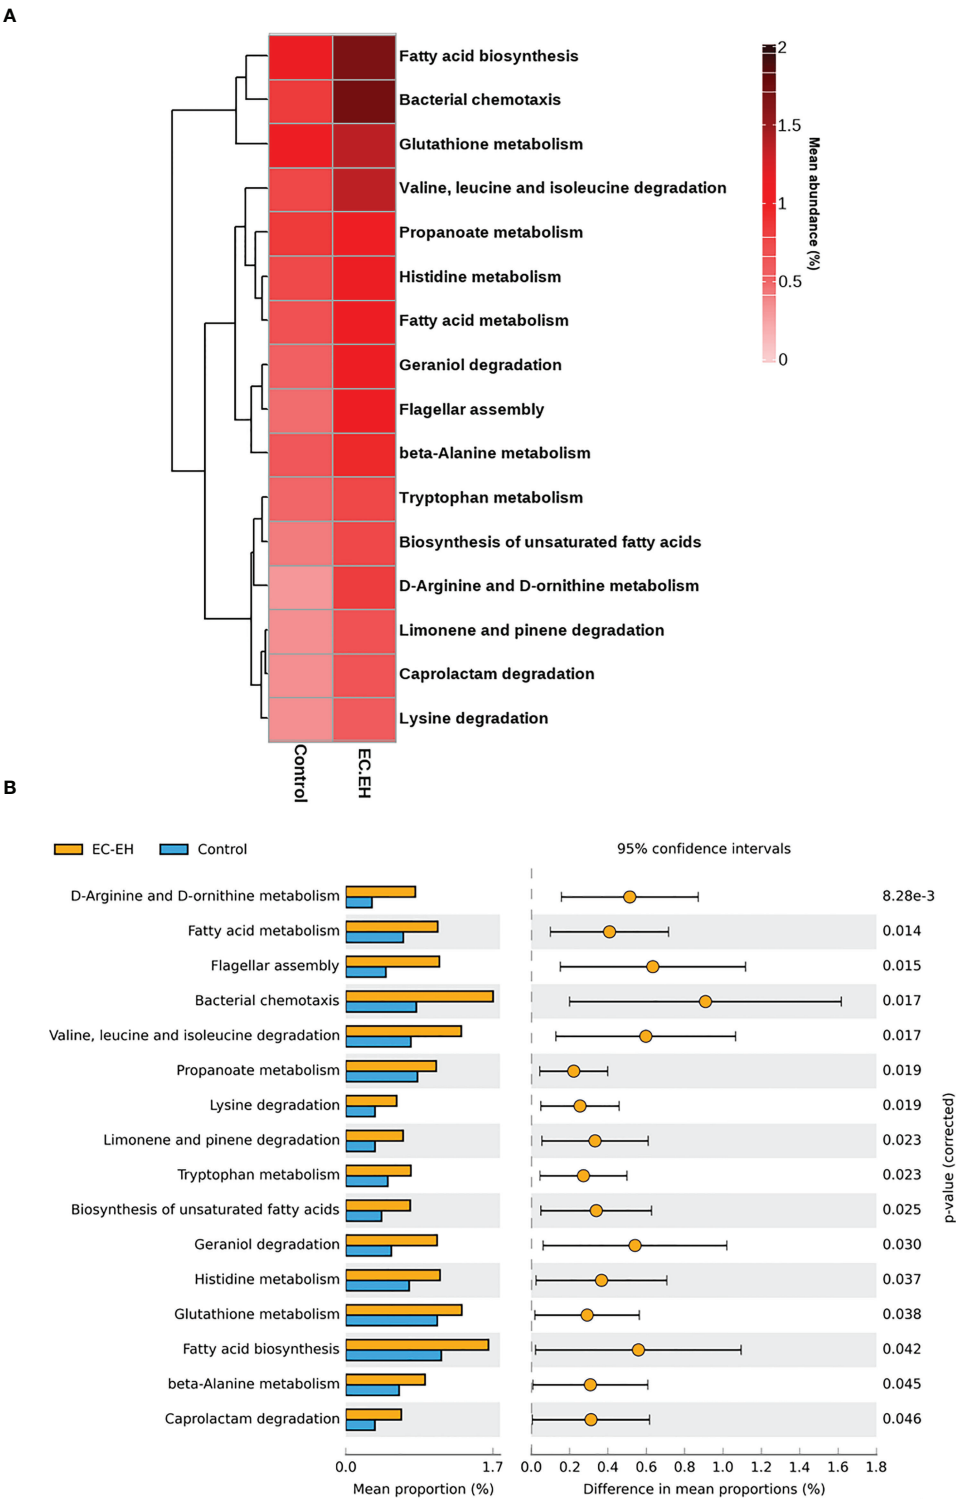 A
Fatty acid biosynthesis
Bacterial chemotaxis
Glutathione metabolism
Valine, leucine and isoleucine degradation
Propanoate metabolism
Histidine metabolism
Fatty acid metabolism
Geraniol degradation
Flagellar assembly
beta-Alanine metabolism
Tryptophan metabolism
Biosynthesis of unsaturated fatty acids
D-Arginine and D-ornithine metabolism
Limonene and pinene degradation
Caprolactam degradation
Lysine degradation
Control
EC.EH
2
1.5
1
0.5
0
Mean abundance (%)
B
EC-EH
Control
95% confidence intervals
D-Arginine and D-ornithine metabolism 8.28e-3
Fatty acid metabolism 0.014
Flagellar assembly 0.015
Bacterial chemotaxis 0.017
Valine, leucine and isoleucine degradation 0.017
Propanoate metabolism 0.019
Lysine degradation 0.019
Limonene and pinene degradation 0.023
Tryptophan metabolism 0.023
Biosynthesis of unsaturated fatty acids 0.025
Geraniol degradation 0.030
Histidine metabolism 0.037
Glutathione metabolism 0.038
Fatty acid biosynthesis 0.042
beta-Alanine metabolism 0.045
Caprolactam degradation 0.046
p-value (corrected)
0.0 1.7 0.0 0.2 0.4 0.6 0.8 1.0 1.2 1.4 1.6 1.8
Mean proportion (%)
Difference in mean proportions (%)